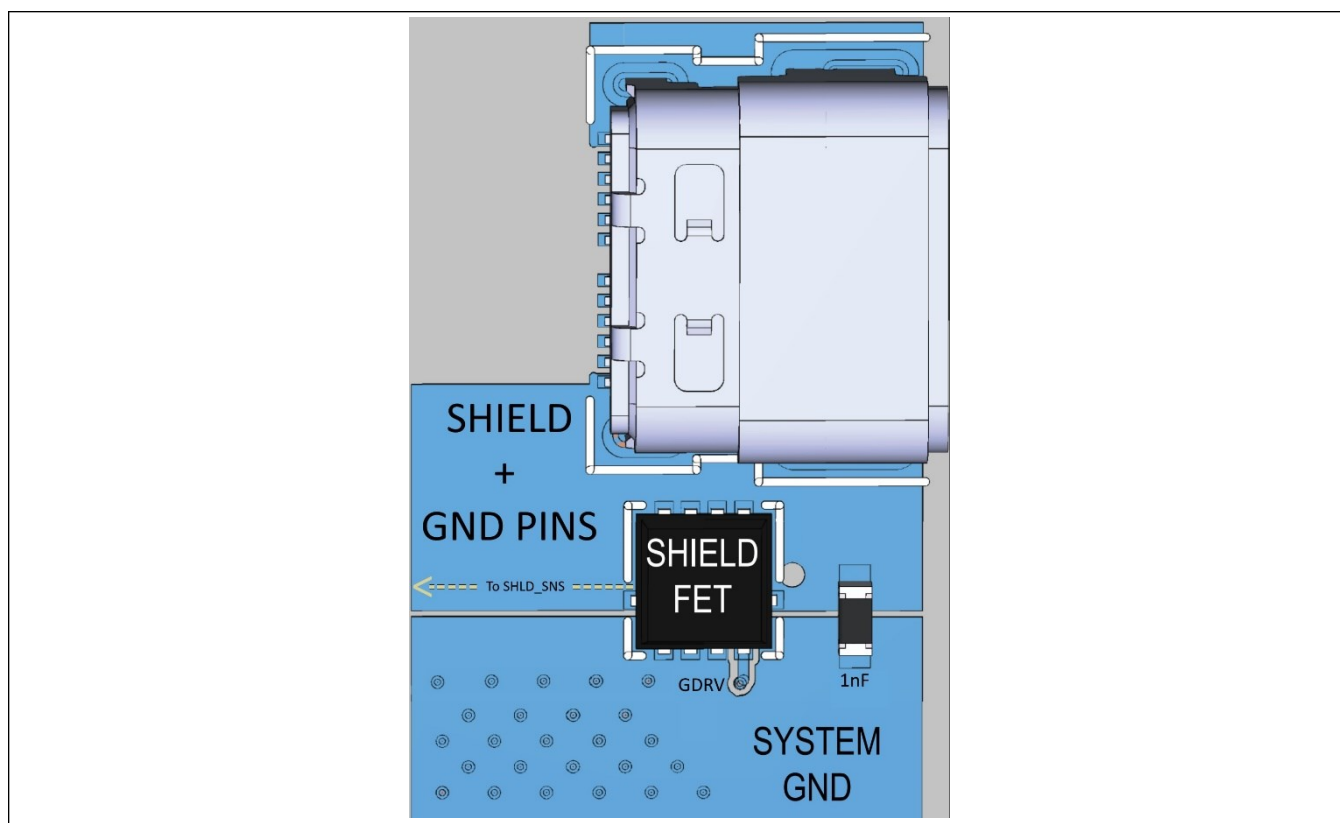 SHIELD
+
GND PINS
SHIELD
FET
To SHLD_SNS
GDRV
1nF
SYSTEM
GND